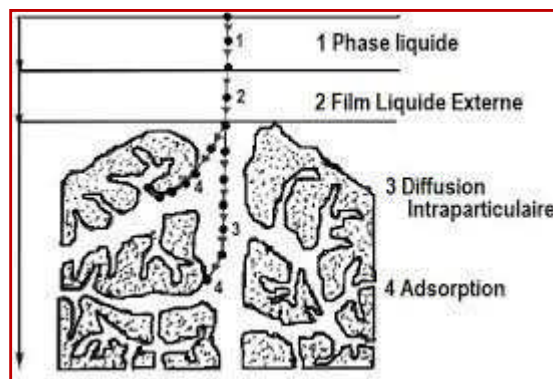 1
1 Phase liquide
2
2 Film Liquide Externe
4
3 Diffusion
Intraparticulaire
3
4
4 Adsorption